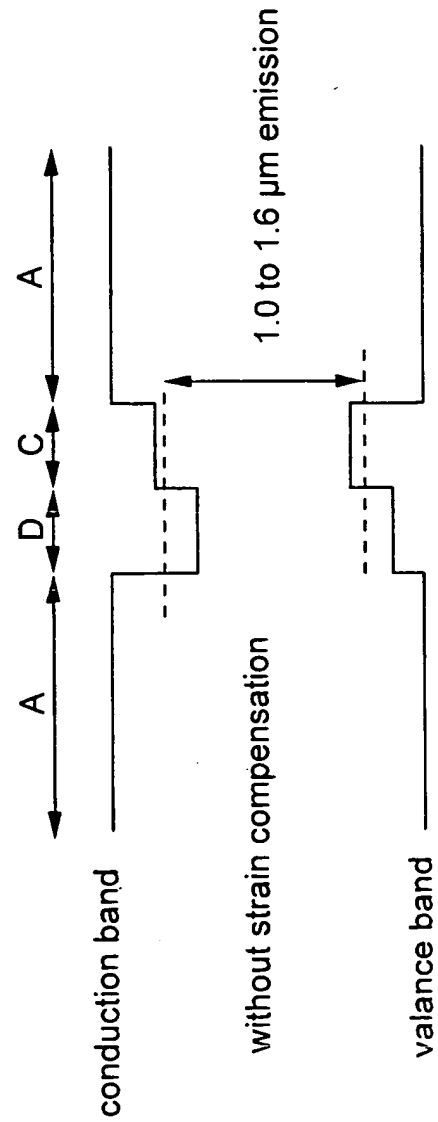 A
D
C
A
conduction band
without strain compensation
1.0 to 1.6 µm emission
valance band